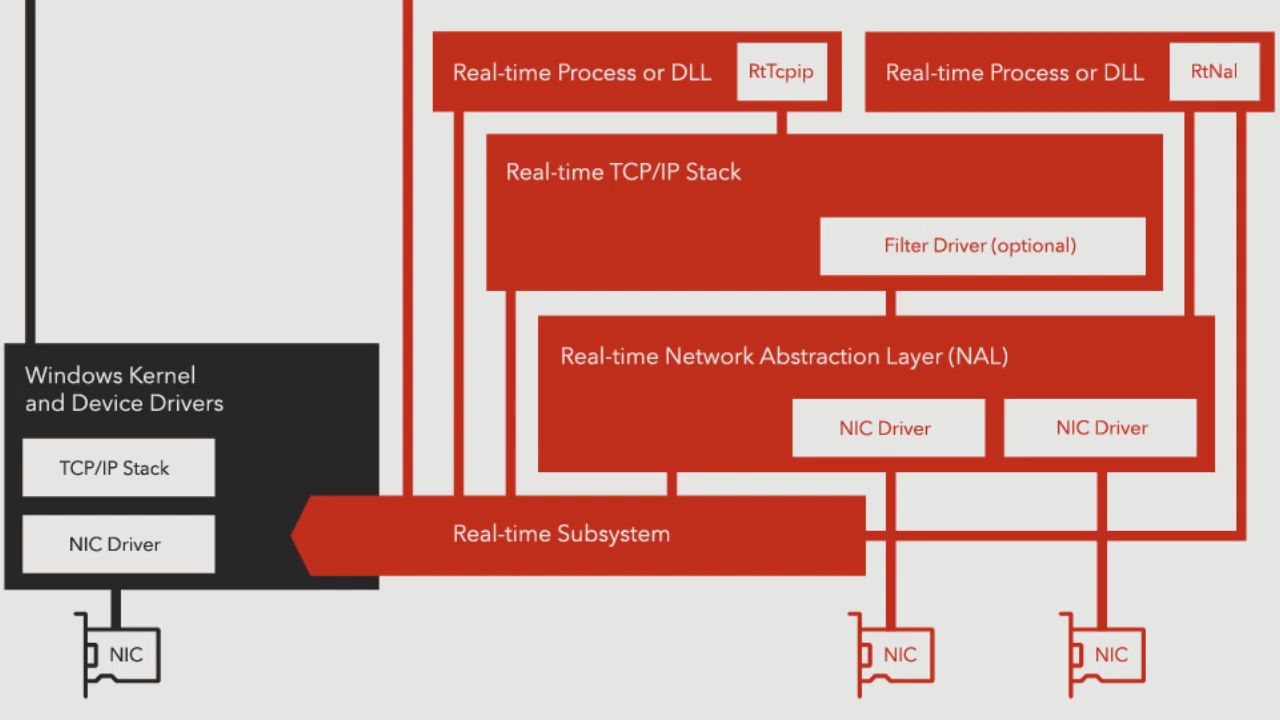 Real-time Process or DLL
RtTcpip
Real-time Process or DLL
RtNal
Real-time TCP/IP Stack
Filter Driver (optional)
Real-time Network Abstraction Layer (NAL)
NIC Driver
NIC Driver
Windows Kernel
and Device Drivers
TCP/IP Stack
NIC Driver
Real-time Subsystem
NIC
NIC
NIC